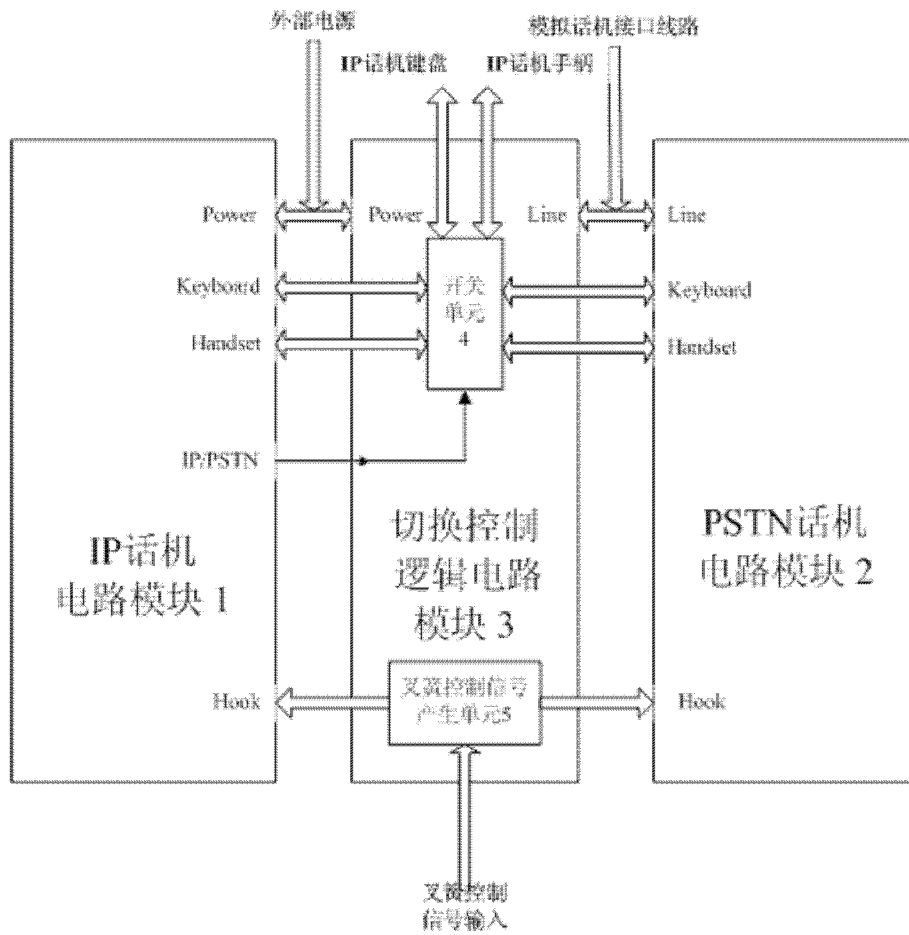 外部电源
模拟话机接口线路
IP话机键盘
IP话机手柄
Power
Power
Line
Line
Keyboard
开关
单元
4
Keyboard
Handset
Handset
IP/PSTN
IP话机
电路模块 1
切换控制
逻辑电路
模块 3
PSTN话机
电路模块 2
Hook
叉簧控制信号
产生单元5
Hook
叉簧控制
信号输入